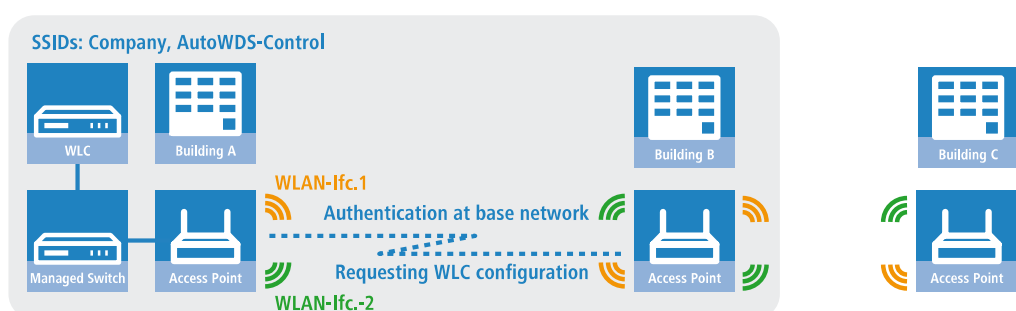 SSIDs: Company, AutoWDS-Control
WLC
Building A
Building B
Building C
WLAN-Ifc.1
Authentication at base network
Requesting WLC configuration
Managed Switch
Access Point
Access Point
Access Point
WLAN-Ifc.-2